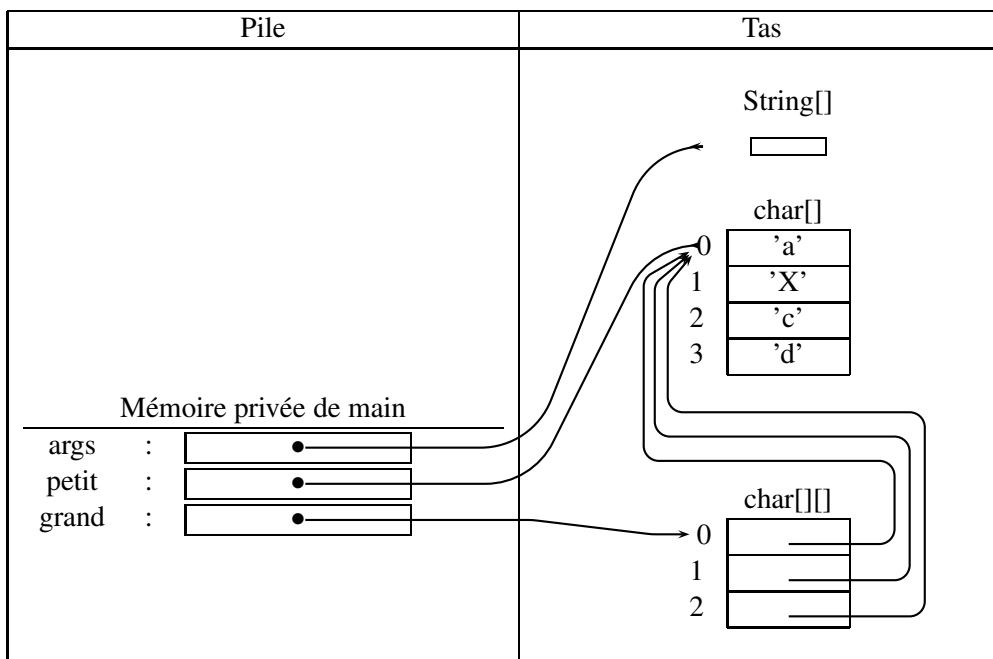 Pile Tas
String[]
char[]
0 ’a’
1 ’X’
2 ’c’
3 ’d’
Mémoire privée de main
args :
petit :
grand :
char[][]
0
1
2